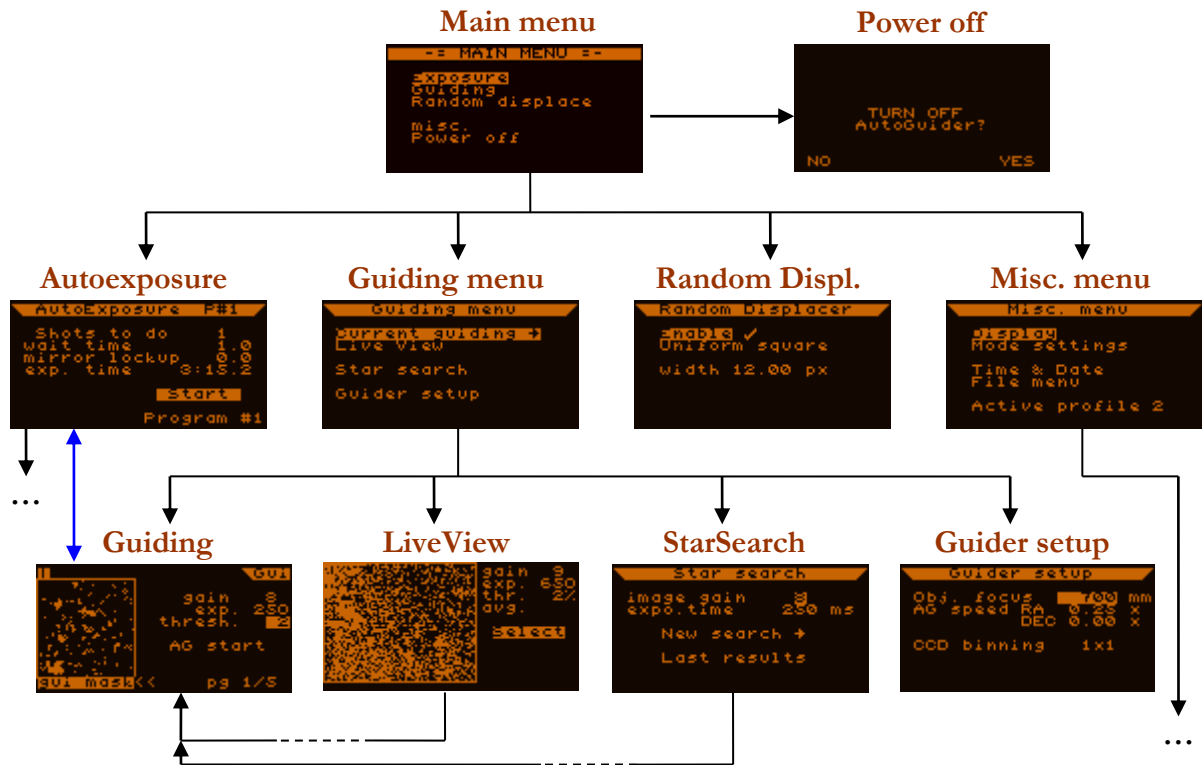 Main menu
-= MAIN MENU =-
Exposure
Guiding
Random displace
misc.
Power off
Power off
TURN OFF
AutoGuider?
NO YES
Autoexposure
AutoExposure P#1
Shots to do 1
wait time 1.0
mirror lockup 0.0
exp. time 3:15.2
Start
Program #1
...
Guiding menu
Guiding menu
Current guiding →
Live View
Star search
Guider setup
Random Displ.
Random Displacer
Enable ✓
Uniform square
width 12.00 px
Misc. menu
Misc. menu
Display
Mode settings
Time & Date
File menu
Active profile 2
...
Guiding
Gui
gain 8
exp. 250
thresh. 2
AG start
gui mask<< pg 1/5
LiveView
gain 9
exp. 650
thr. 2%
avg.
Select
StarSearch
Star search
image gain 8
expo.time 250 ms
New search →
Last results
Guider setup
Guider setup
Obj. focus 700 mm
AG speed RA 0.25 x
DEC 0.00 x
CCD binning 1x1